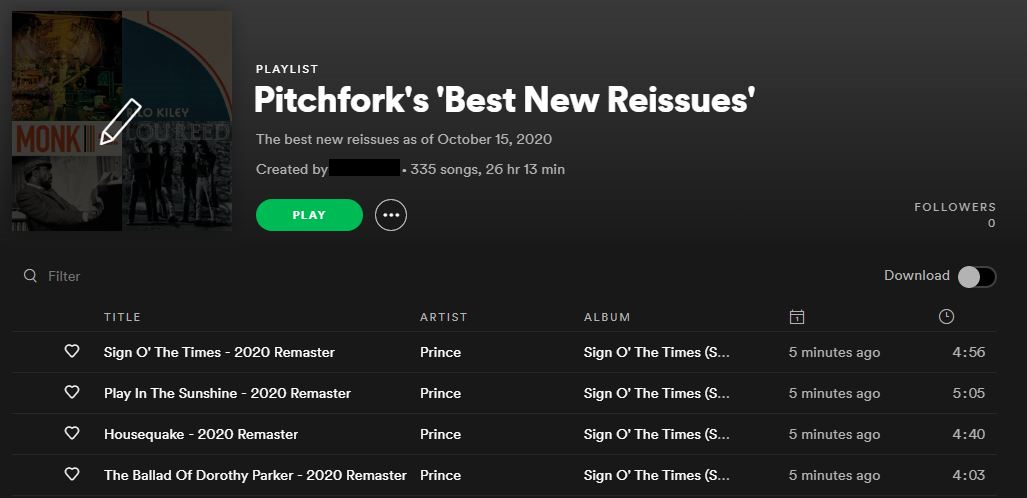 PLAYLIST
Pitchfork's 'Best New Reissues'
The best new reissues as of October 15, 2020
Created by • 335 songs, 26 hr 13 min
PLAY
FOLLOWERS
0
RILO KILEY
MONK
LOU REED
Filter
Download
TITLE ARTIST ALBUM
Sign O' The Times - 2020 Remaster Prince Sign O' The Times (S... 5 minutes ago 4:56
Play In The Sunshine - 2020 Remaster Prince Sign O' The Times (S... 5 minutes ago 5:05
Housequake - 2020 Remaster Prince Sign O' The Times (S... 5 minutes ago 4:40
The Ballad Of Dorothy Parker - 2020 Remaster Prince Sign O' The Times (S... 5 minutes ago 4:03